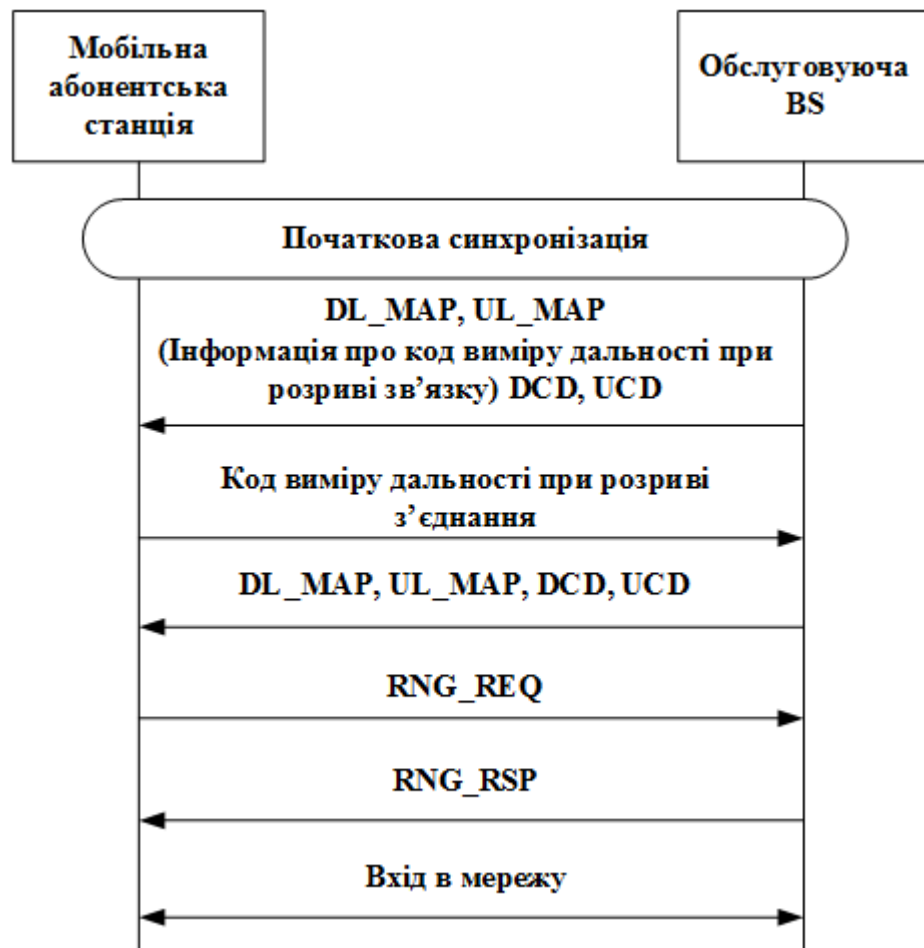 Мобільна
абонентська
станція
Обслуговуюча
BS
Початкова синхронізація
DL_MAP, UL_MAP
(Інформація про код виміру дальності при
розриві зв’язку) DCD, UCD
Код виміру дальності при розриві
з’єднання
DL_MAP, UL_MAP, DCD, UCD
RNG_REQ
RNG_RSP
Вхід в мережу